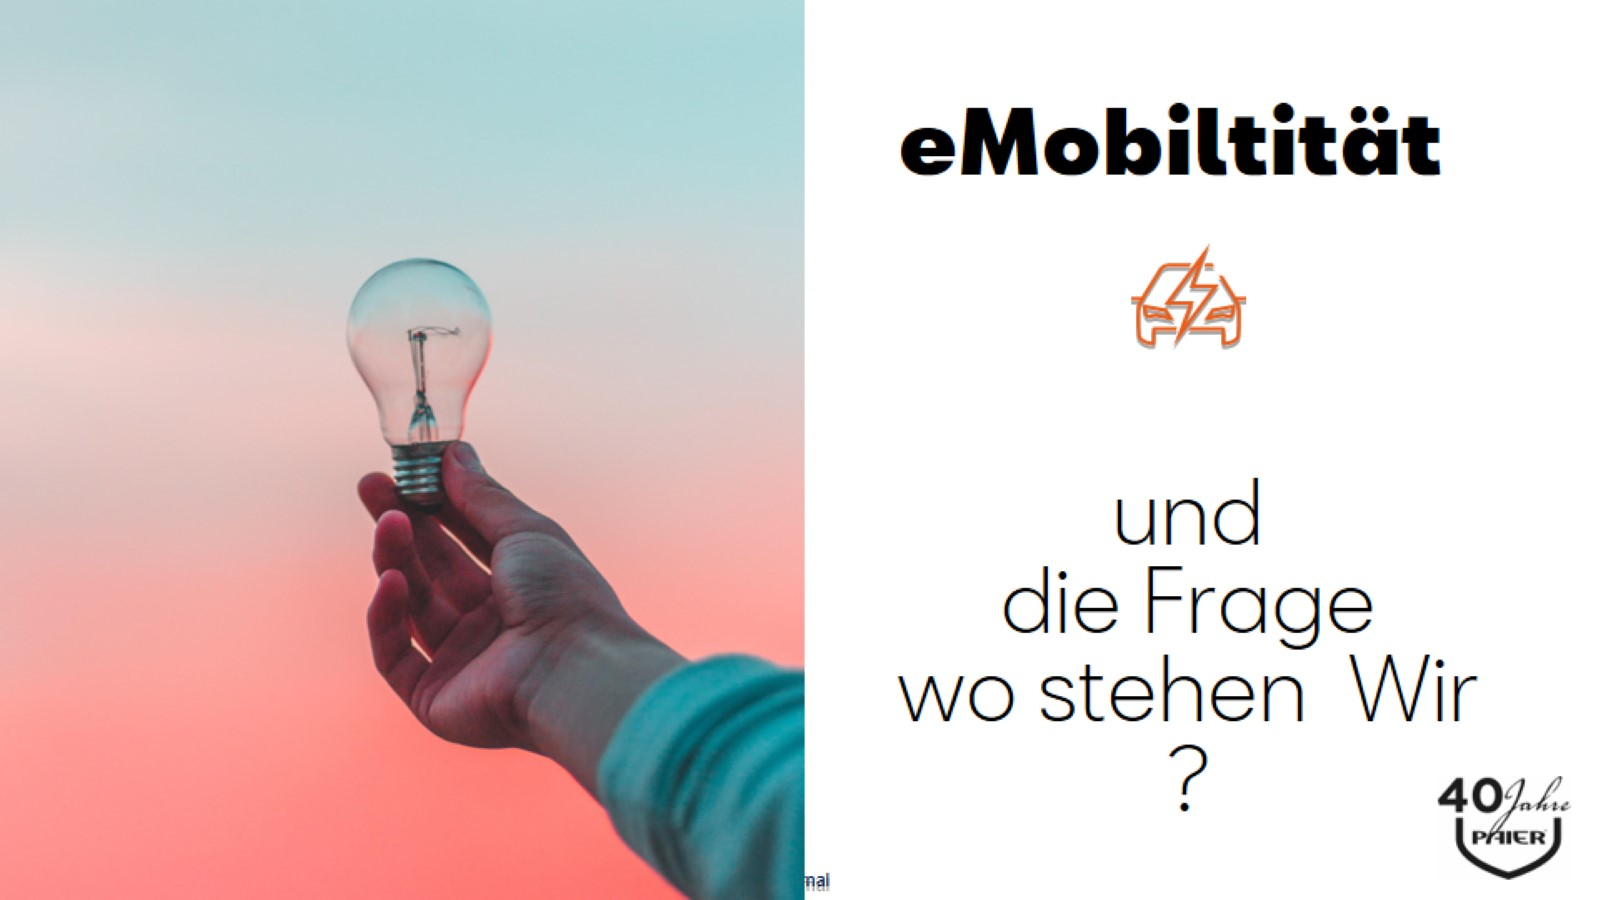 eMobiltität
und
die Frage
wo stehen Wir
?
40 Jahre
PAIER